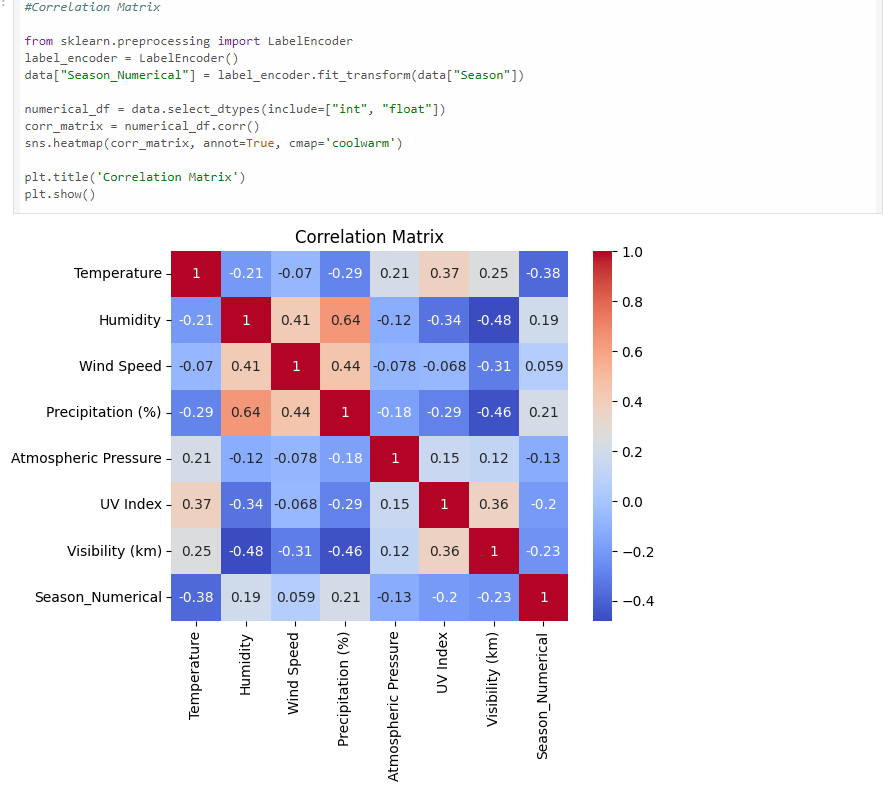 #Correlation Matrix
from sklearn.preprocessing import LabelEncoder
label_encoder = LabelEncoder()
data["Season_Numerical"] = label_encoder.fit_transform(data["Season"])
numerical_df = data.select_dtypes(include=["int", "float"])
corr_matrix = numerical_df.corr()
sns.heatmap(corr_matrix, annot=True, cmap='coolwarm')
plt.title('Correlation Matrix')
plt.show()
Correlation Matrix
Temperature 1 -0.21 -0.07 -0.29 0.21 0.37 0.25 -0.38
Humidity -0.21 1 0.41 0.64 -0.12 -0.34 -0.48 0.19
Wind Speed -0.07 0.41 1 0.44 -0.078 -0.068 -0.31 0.059
Precipitation (%) -0.29 0.64 0.44 1 -0.18 -0.29 -0.46 0.21
Atmospheric Pressure 0.21 -0.12 -0.078 -0.18 1 0.15 0.12 -0.13
UV Index 0.37 -0.34 -0.068 -0.29 0.15 1 0.36 -0.2
Visibility (km) 0.25 -0.48 -0.31 -0.46 0.12 0.36 1 -0.23
Season_Numerical -0.38 0.19 0.059 0.21 -0.13 -0.2 -0.23 1
Temperature
Humidity
Wind Speed
Precipitation (%)
Atmospheric Pressure
UV Index
Visibility (km)
Season_Numerical
1.0
0.8
0.6
0.4
0.2
0.0
−0.2
−0.4